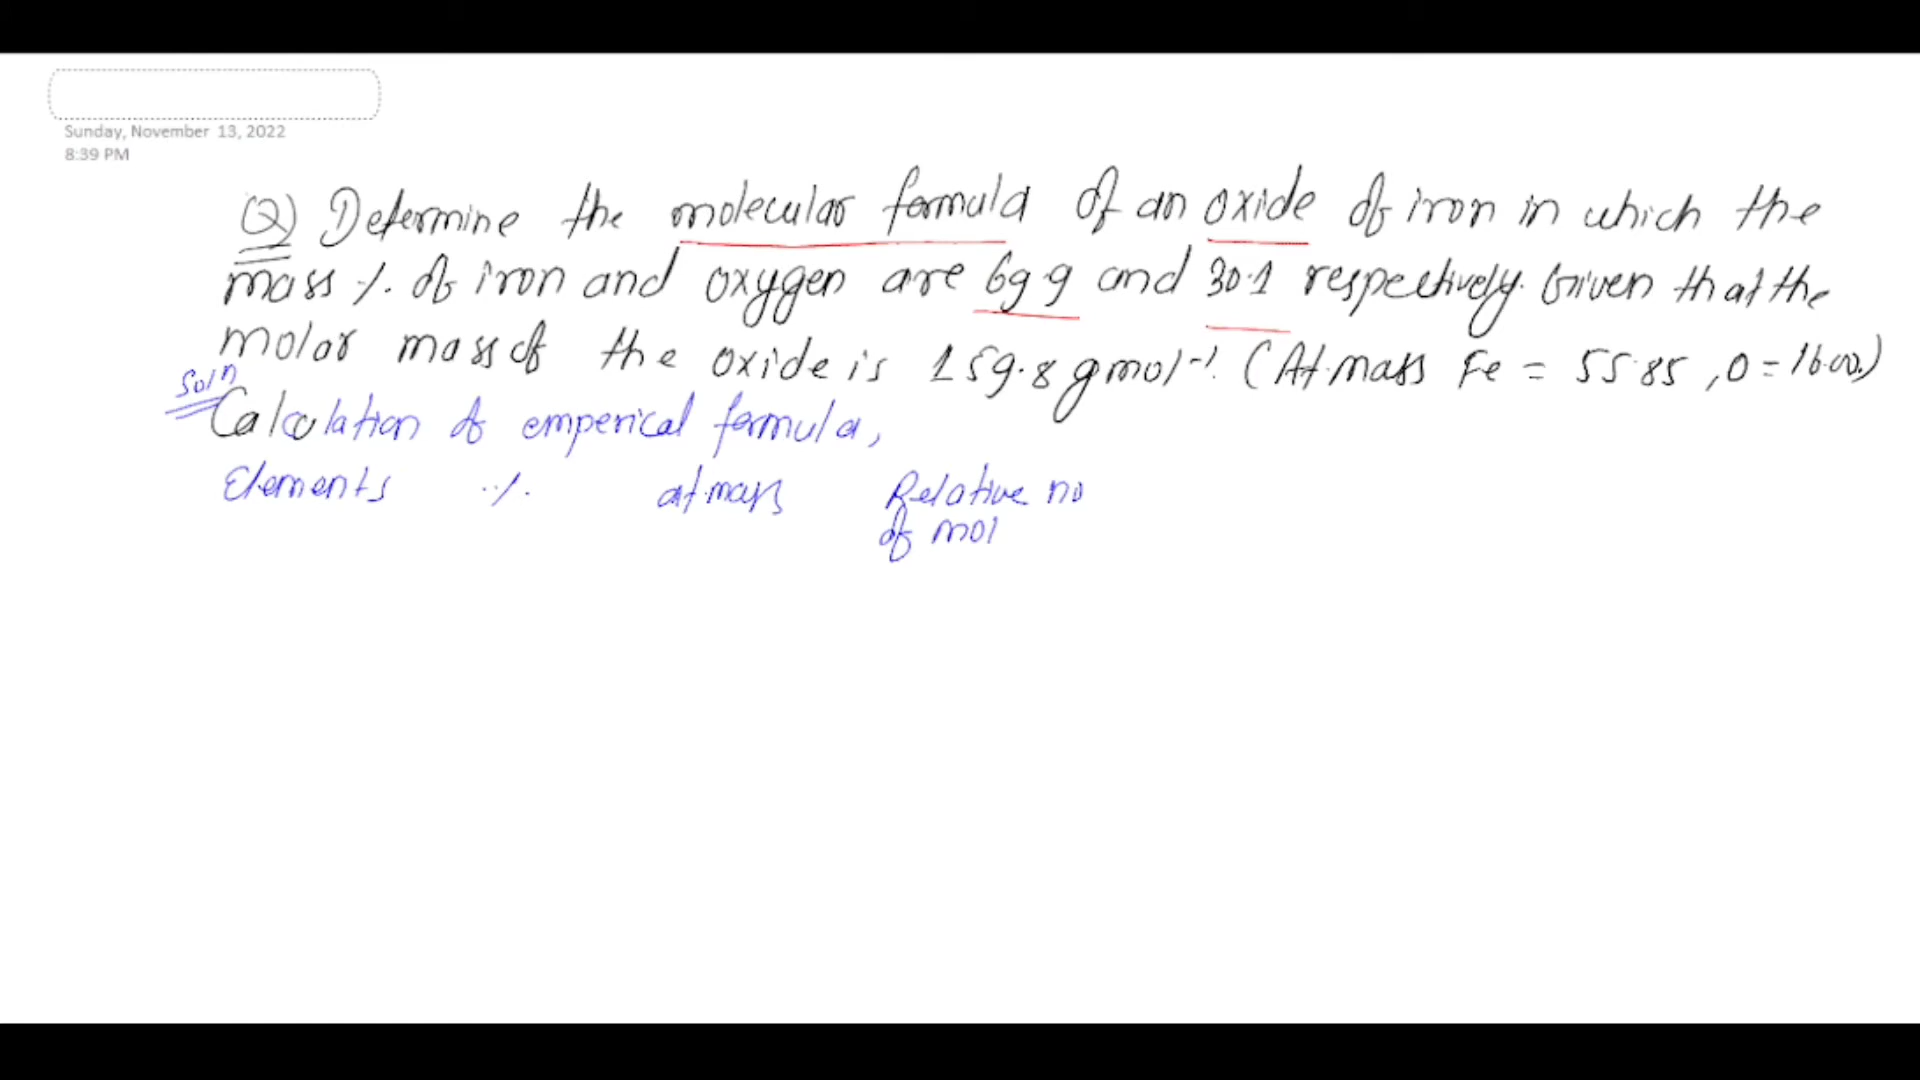 Sunday, November 13, 2022
8:39 PM
Q) Determine the molecular formula of an oxide of iron in which the
mass %. of iron and oxygen are 69.9 and 30.1 respectively. Given that the
molar mass of the oxide is 159.8 g mol⁻¹. (At.mass Fe = 55.85, O = 16.00.)
Solⁿ
Calculation of emperical formula,
Elements %. at.mass Relative no
of mol